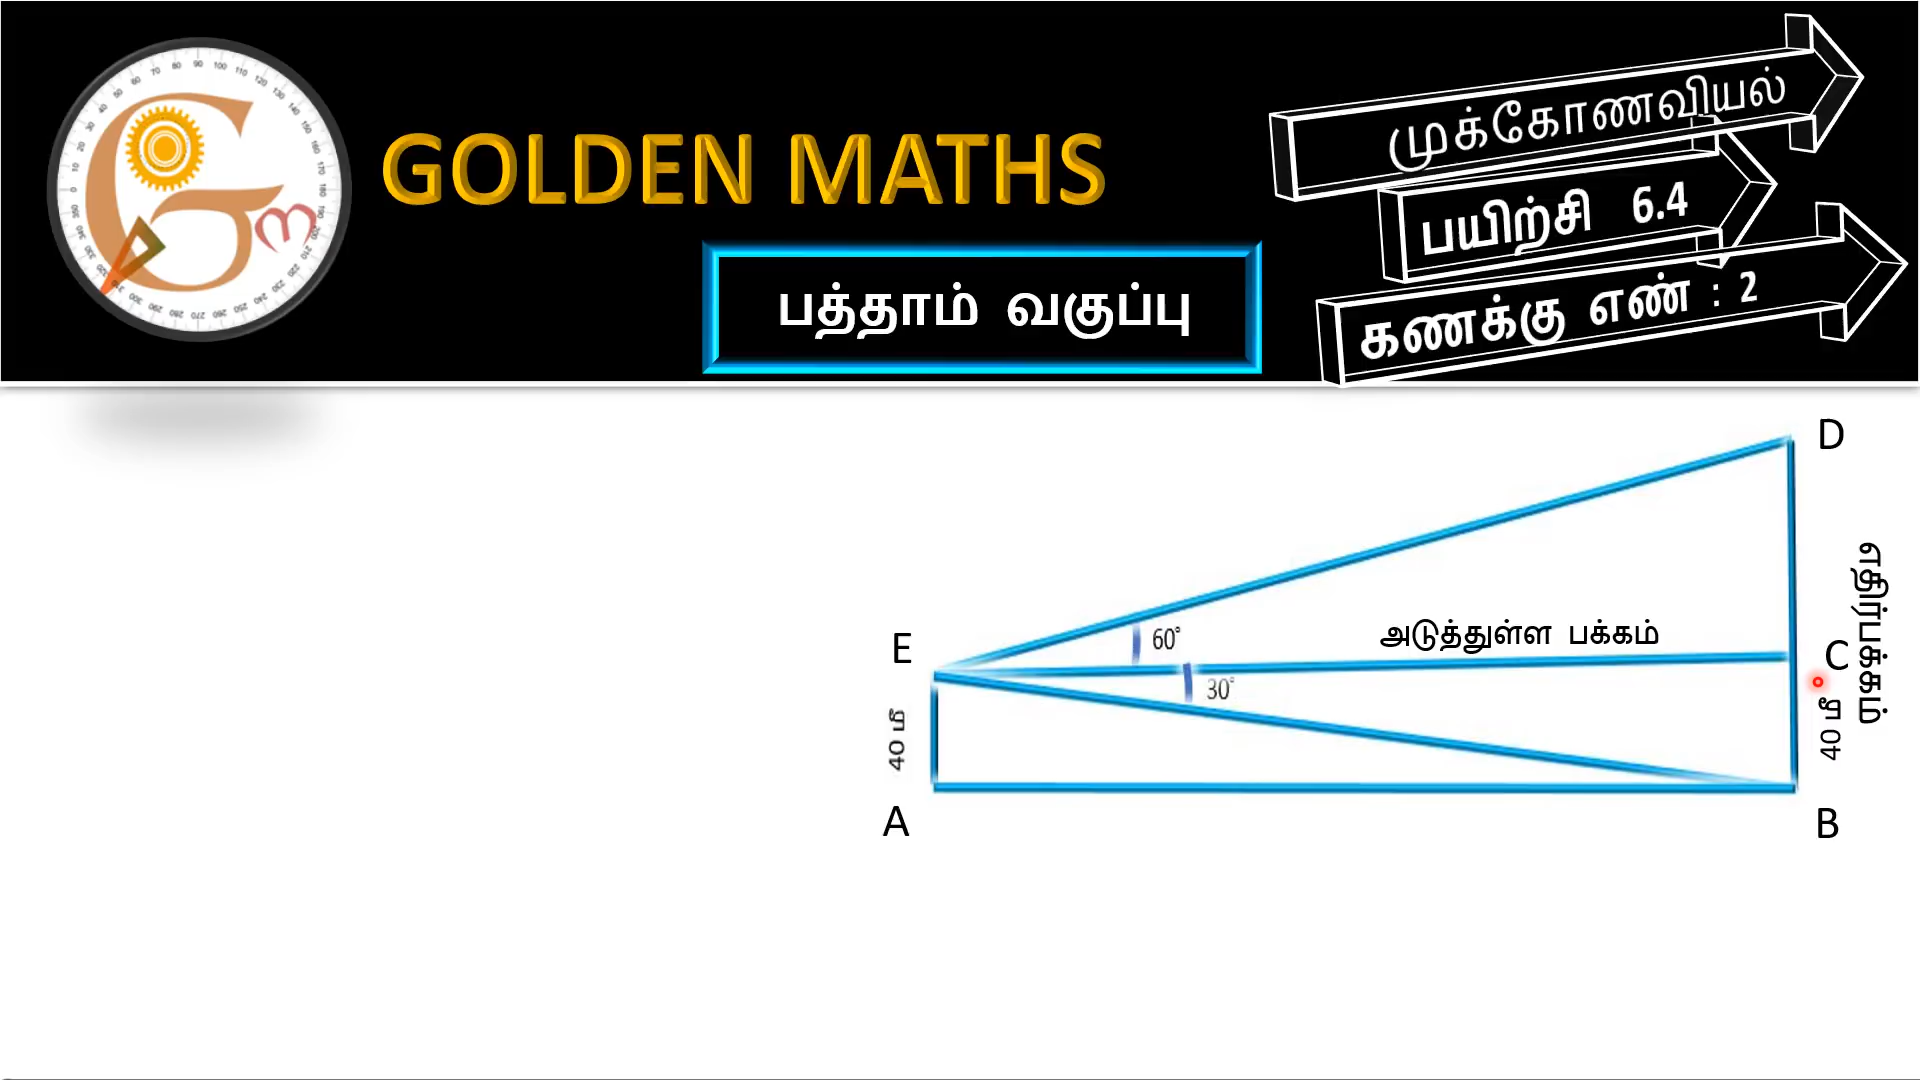 GOLDEN MATHS
பத்தாம் வகுப்பு
முக்கோணவியல்
பயிற்சி 6.4
கணக்கு எண் : 2
D
எதிர்பக்கம்
E
60°
அடுத்துள்ள பக்கம்
C
30°
40 மீ
40 மீ
A
B